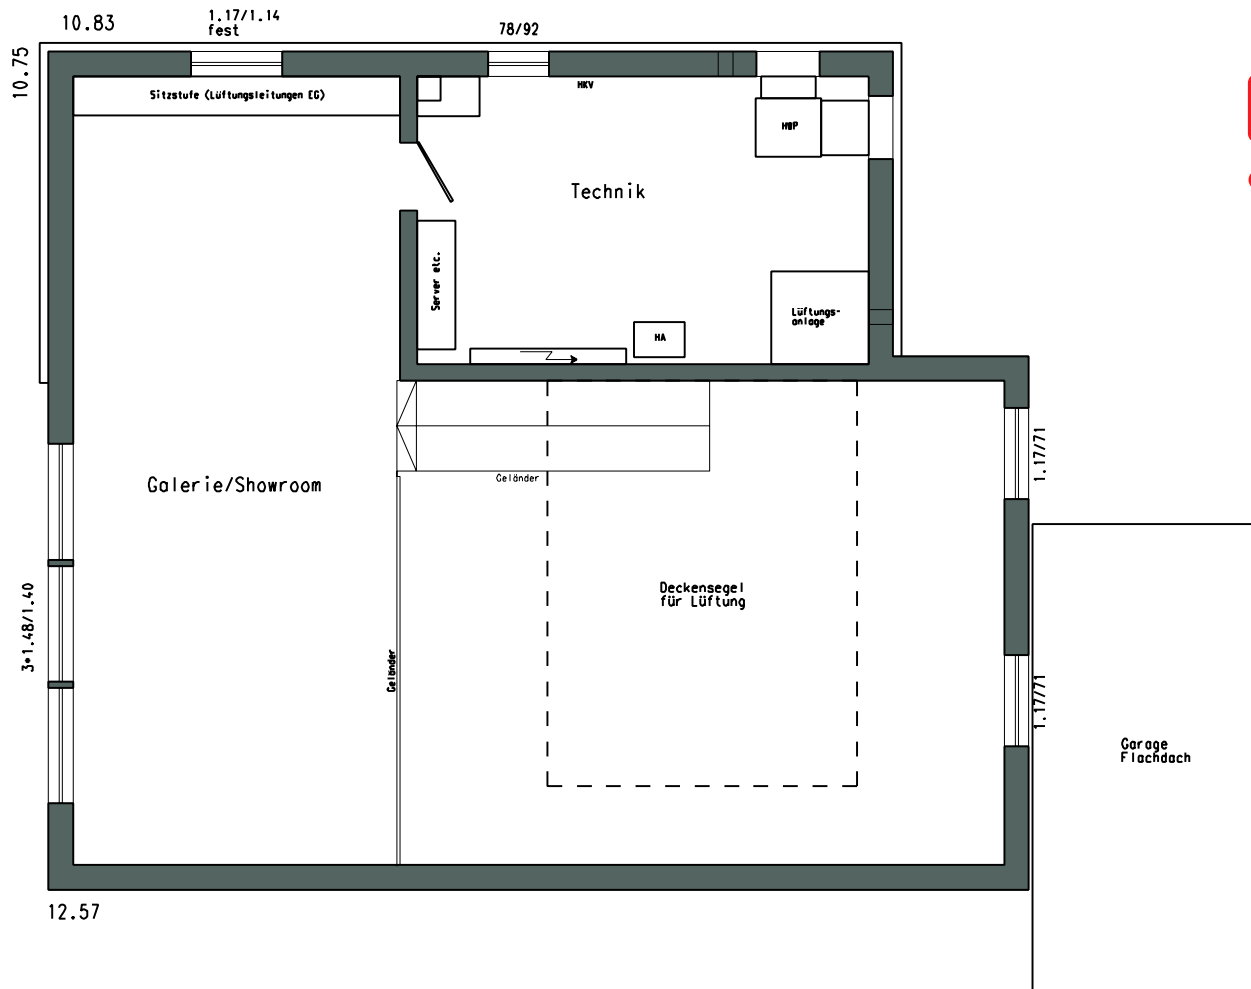 10.83
1.17/1.14
fest
78/92
10.75
Sitzstufe (Lüftungsleitungen EG)
HKV
HWP
Technik
Server etc.
Lüftungs-
anlage
HA
1.17/71
Geländer
Galerie/Showroom
Deckensegel
für Lüftung
3*1.48/1.40
Geländer
1.17/71
Garage
Flachdach
12.57